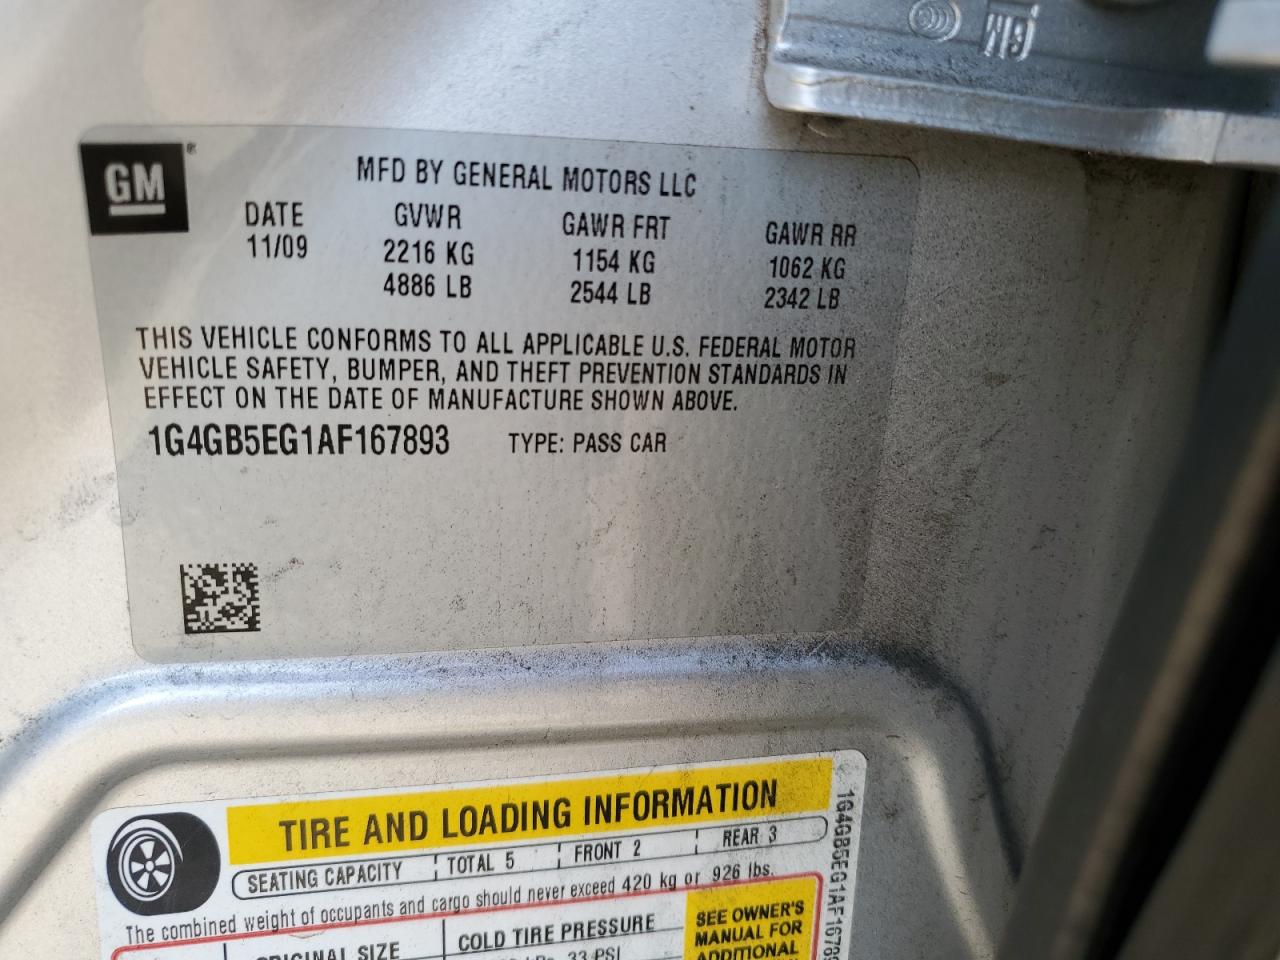 GM
MFD BY GENERAL MOTORS LLC
DATE GVWR GAWR FRT GAWR RR
11/09 2216 KG 1154 KG 1062 KG
4886 LB 2544 LB 2342 LB
THIS VEHICLE CONFORMS TO ALL APPLICABLE U.S. FEDERAL MOTOR
VEHICLE SAFETY, BUMPER, AND THEFT PREVENTION STANDARDS IN
EFFECT ON THE DATE OF MANUFACTURE SHOWN ABOVE.
1G4GB5EG1AF167893 TYPE: PASS CAR
TIRE AND LOADING INFORMATION
SEATING CAPACITY TOTAL 5 FRONT 2 REAR 3
The combined weight of occupants and cargo should never exceed 420 kg or 926 lbs.
ORIGINAL SIZE COLD TIRE PRESSURE
33 PSI
SEE OWNER'S
MANUAL FOR
ADDITIONAL
1G4GB5EG1AF16789